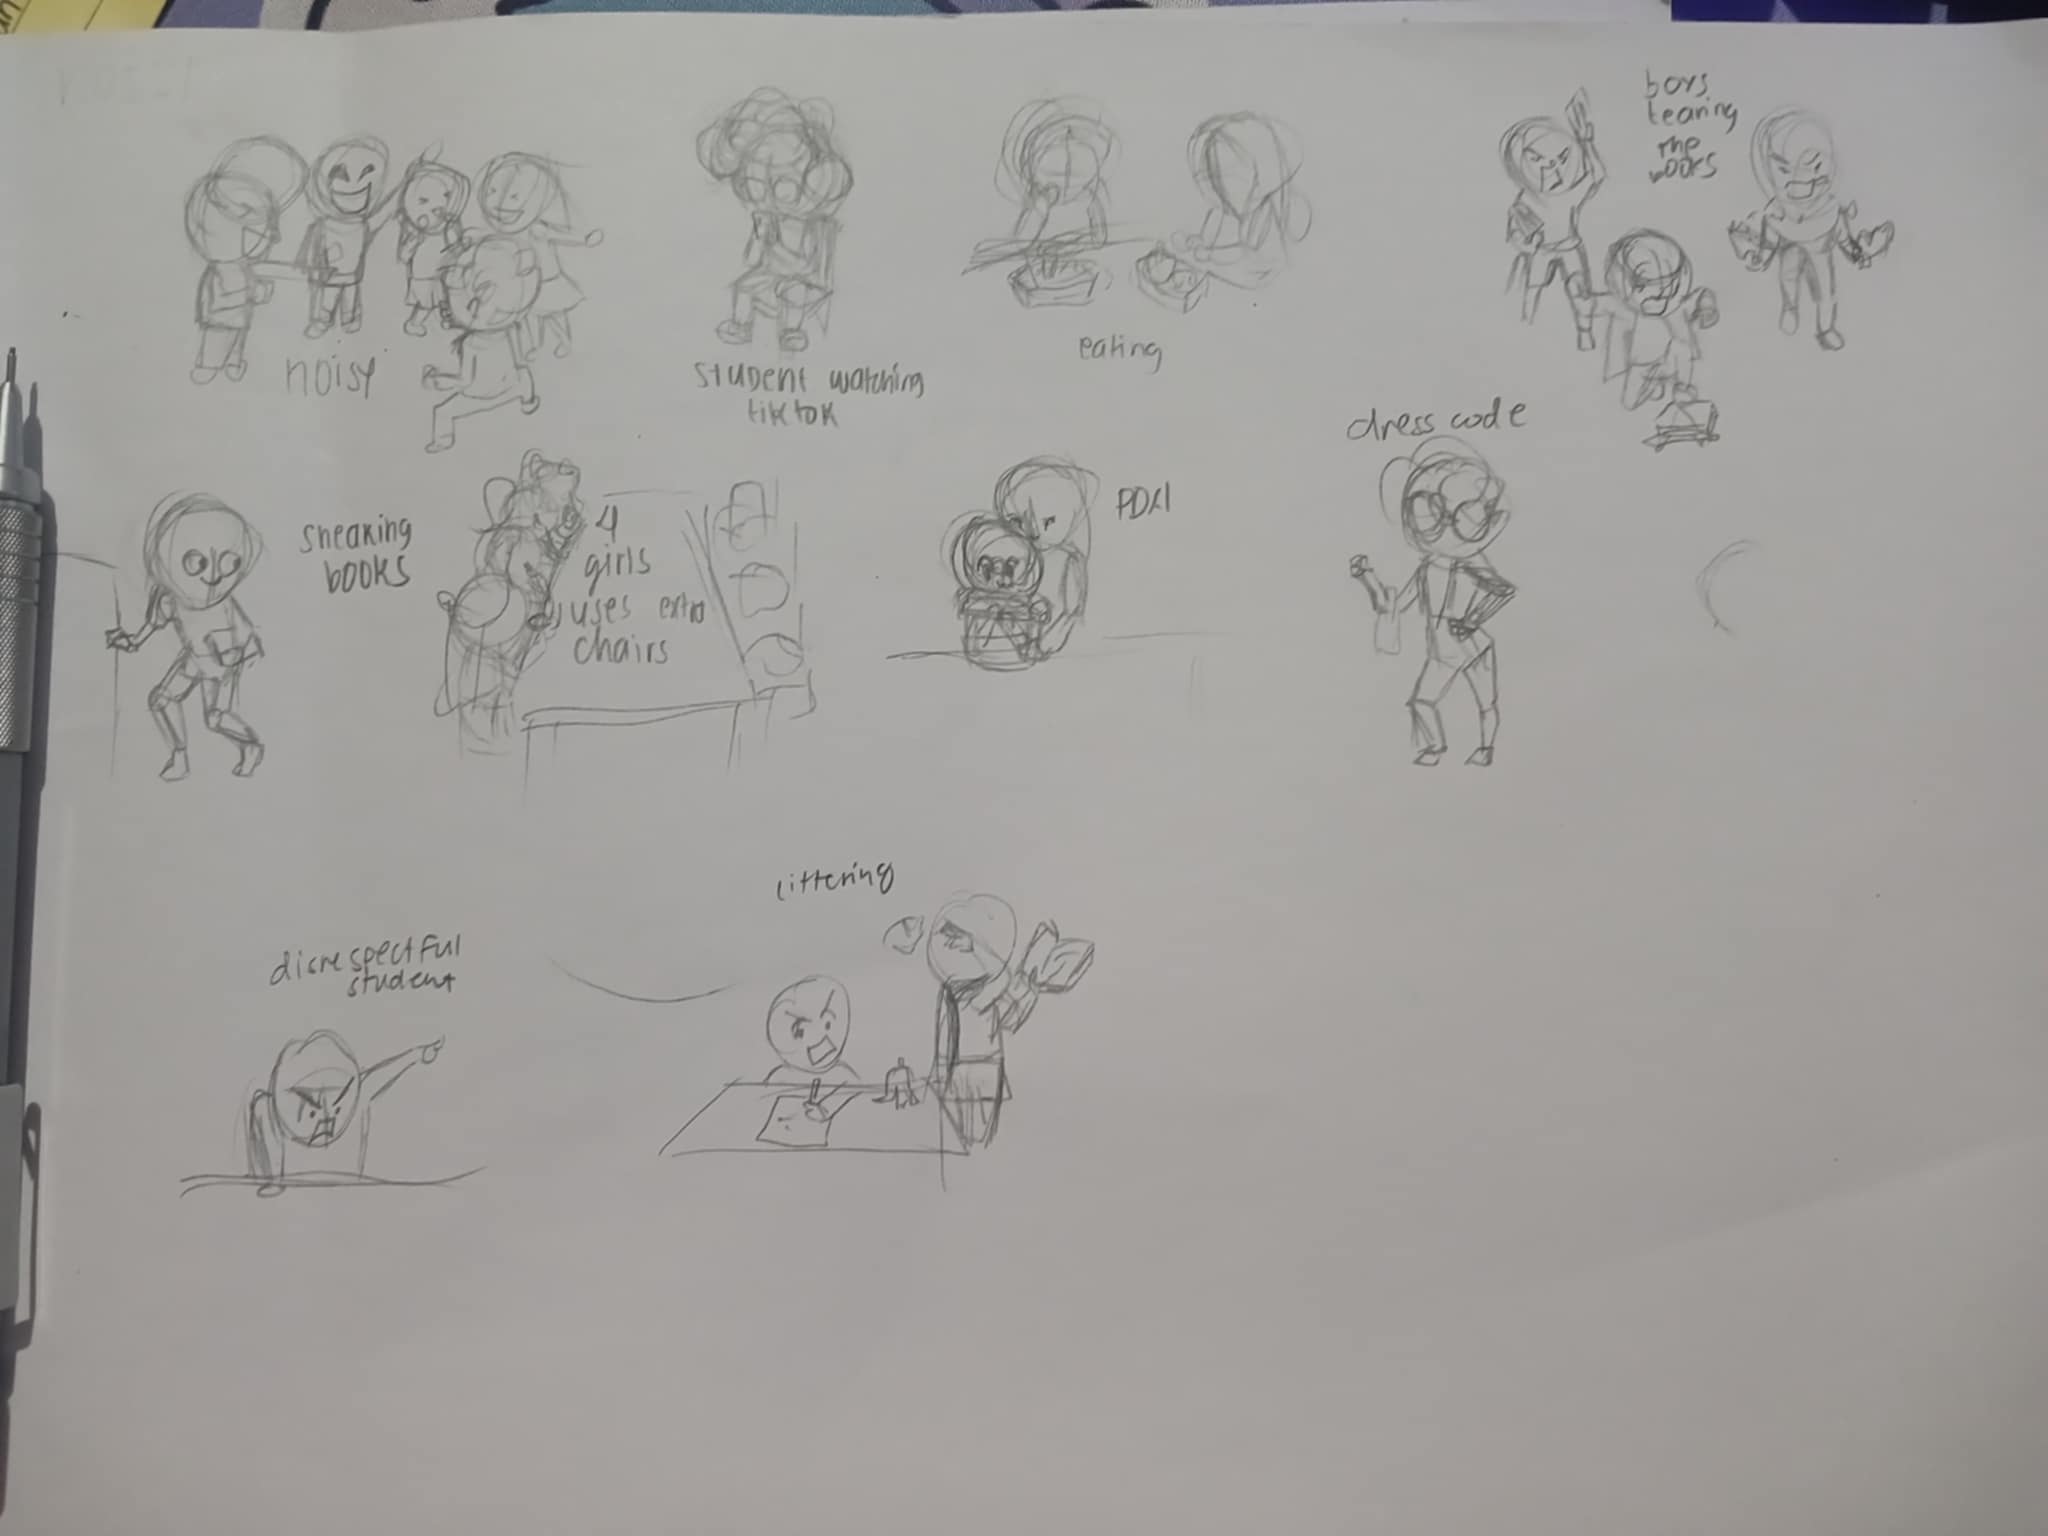 boys
tearing
the
books
noisy
student watching
tiktok
eating
dress code
sneaking
books
4
girls
uses extra
chairs
PDA
littering
disrespectful
student